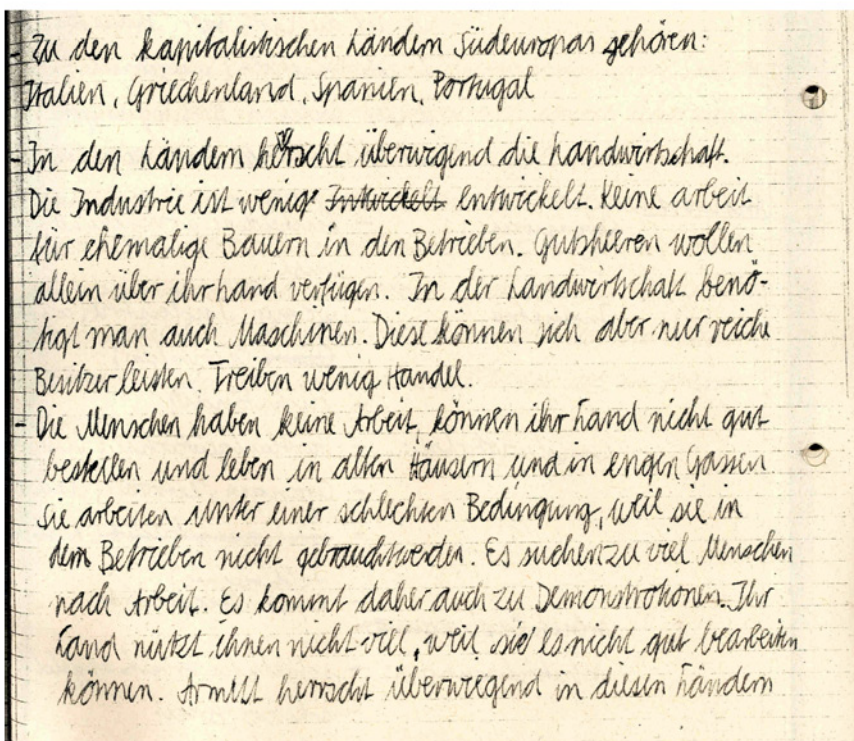 - Zu den kapitalistischen Ländern Südeuropas gehören:
Italien, Griechenland, Spanien, Portugal
- In den Ländern herrscht überwigend die Landwirtschaft.
Die Industrie ist wenig Entwickelt entwickelt. Keine arbeit
für ehemalige Bauern in den Betrieben. Gutsheeren wollen
allein über ihr Land verfügen. In der Landwirtschaft benö-
tigt man auch Maschinen. Diese können sich aber nur reiche
Besitzer leisten. Treiben wenig Handel.
- Die Menschen haben keine Arbeit, können ihr Land nicht gut
bestellen und leben in alten Häusern und in engen Gassen
Sie arbeiten unter einer schlechten Bedingung, weil sie in
dem Betrieben nicht gebraucht werden. Es suchen zu viel Menschen
nach Arbeit. Es kommt daher auch zu Demonstrationen. Ihr
Land nützt ihnen nicht viel, weil sie es nicht gut bearbeiten
können. Armut herrscht überwiegend in diesen Ländern